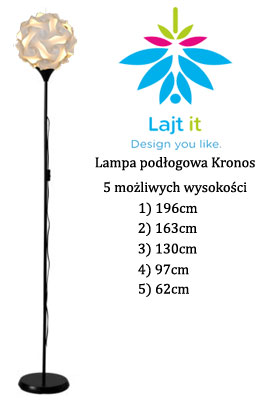 Lajt it
Design you like.
Lampa podłogowa Kronos
5 możliwych wysokości
1) 196cm
2) 163cm
3) 130cm
4) 97cm
5) 62cm